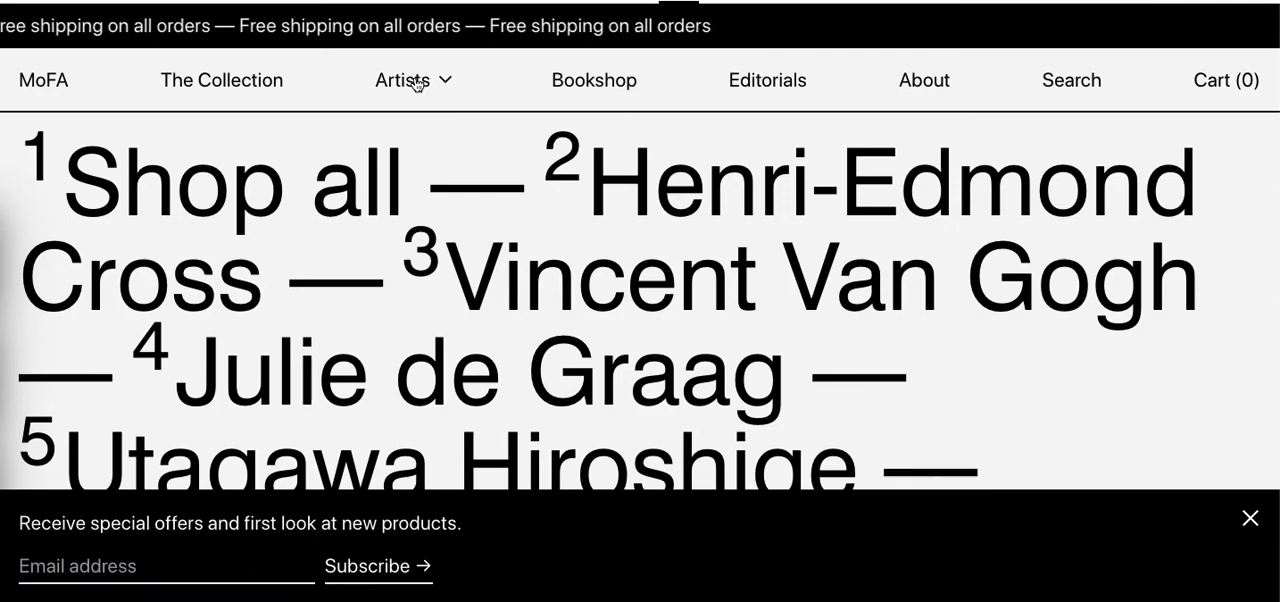 ree shipping on all orders — Free shipping on all orders — Free shipping on all orders
MoFA The Collection Artists Bookshop Editorials About Search Cart (0)
1Shop all — 2Henri-Edmond
Cross — 3Vincent Van Gogh
— 4Julie de Graag —
5Utagawa Hiroshige —
Receive special offers and first look at new products.
Email address Subscribe →